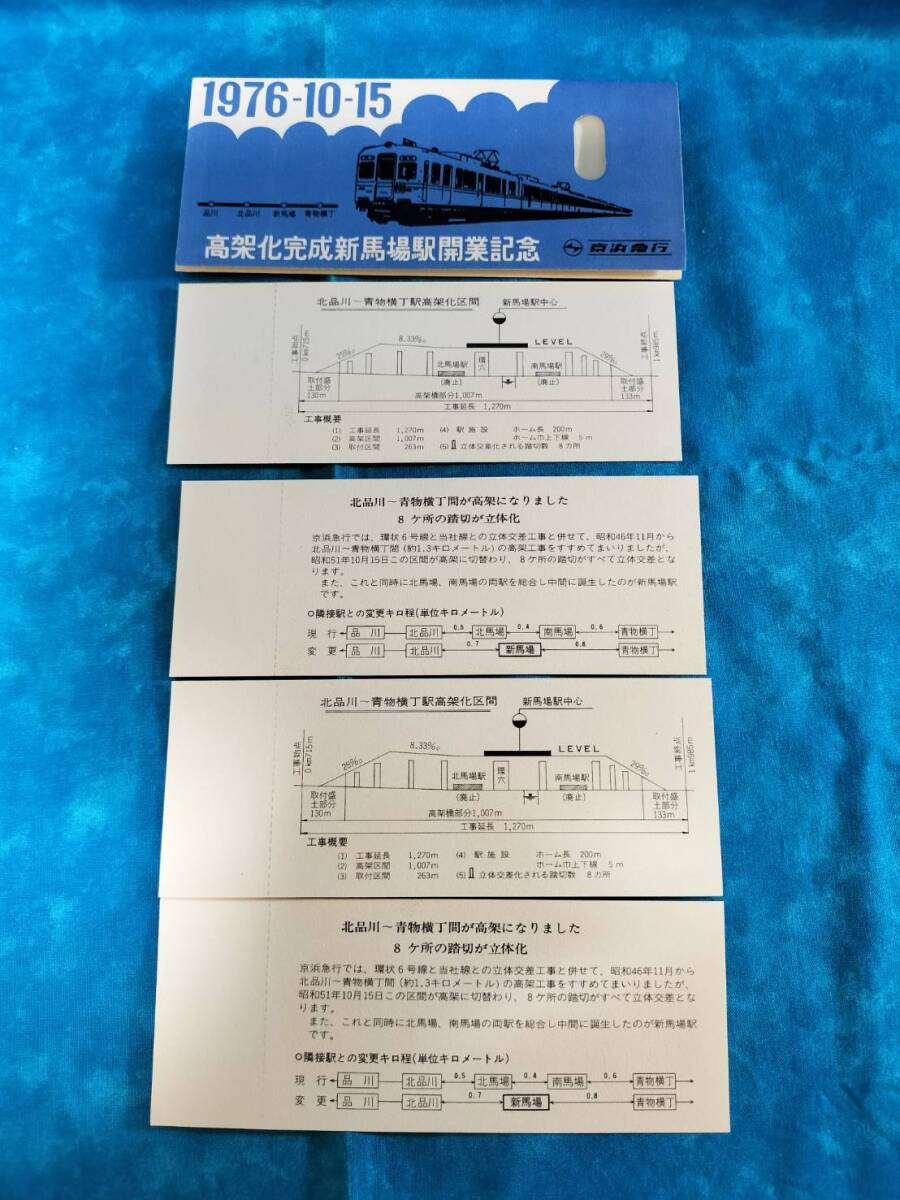 1976-10-15
品川 北品川 新馬場 青物横丁
高架化完成新馬場駅開業記念
京浜急行
北品川〜青物横丁駅高架化区間
新馬場駅中心
工事始点
0km715m
25‰
8.33‰
LEVEL
29‰
工事終点
1km985m
北馬場駅
環六
南馬場駅
(廃止)
(廃止)
取付盛
土部分
130m
高架橋部分1,007m
取付盛
土部分
133m
工事延長 1,270m
工事概要
(1) 工事延長 1,270m (4) 駅施設 ホーム長 200m
(2) 高架区間 1,007m ホーム巾上下線 5m
(3) 取付区間 263m (5) 立体交差化される踏切数 8カ所
北品川〜青物横丁間が高架になりました
8ケ所の踏切が立体化
京浜急行では、環状6号線と当社線との立体交差工事と併せて、昭和46年11月から
北品川〜青物横丁間(約1.3キロメートル)の高架工事をすすめてまいりましたが、
昭和51年10月15日この区間が高架に切替わり、8ケ所の踏切がすべて立体交差とな
ります。
また、これと同時に北馬場、南馬場の両駅を総合し中間に誕生したのが新馬場駅
です。
○隣接駅との変更キロ程(単位キロメートル)
現行 品川 北品川 0.5 北馬場 0.4 南馬場 0.6 青物横丁
変更 品川 北品川 0.7 新馬場 0.8 青物横丁
北品川〜青物横丁駅高架化区間
新馬場駅中心
工事始点
0km715m
25‰
8.33‰
LEVEL
29‰
工事終点
1km985m
北馬場駅
環六
南馬場駅
(廃止)
(廃止)
取付盛
土部分
130m
高架橋部分1,007m
取付盛
土部分
133m
工事延長 1,270m
工事概要
(1) 工事延長 1,270m (4) 駅施設 ホーム長 200m
(2) 高架区間 1,007m ホーム巾上下線 5m
(3) 取付区間 263m (5) 立体交差化される踏切数 8カ所
北品川〜青物横丁間が高架になりました
8ケ所の踏切が立体化
京浜急行では、環状6号線と当社線との立体交差工事と併せて、昭和46年11月から
北品川〜青物横丁間(約1.3キロメートル)の高架工事をすすめてまいりましたが、
昭和51年10月15日この区間が高架に切替わり、8ケ所の踏切がすべて立体交差とな
ります。
また、これと同時に北馬場、南馬場の両駅を総合し中間に誕生したのが新馬場駅
です。
○隣接駅との変更キロ程(単位キロメートル)
現行 品川 北品川 0.5 北馬場 0.4 南馬場 0.6 青物横丁
変更 品川 北品川 0.7 新馬場 0.8 青物横丁